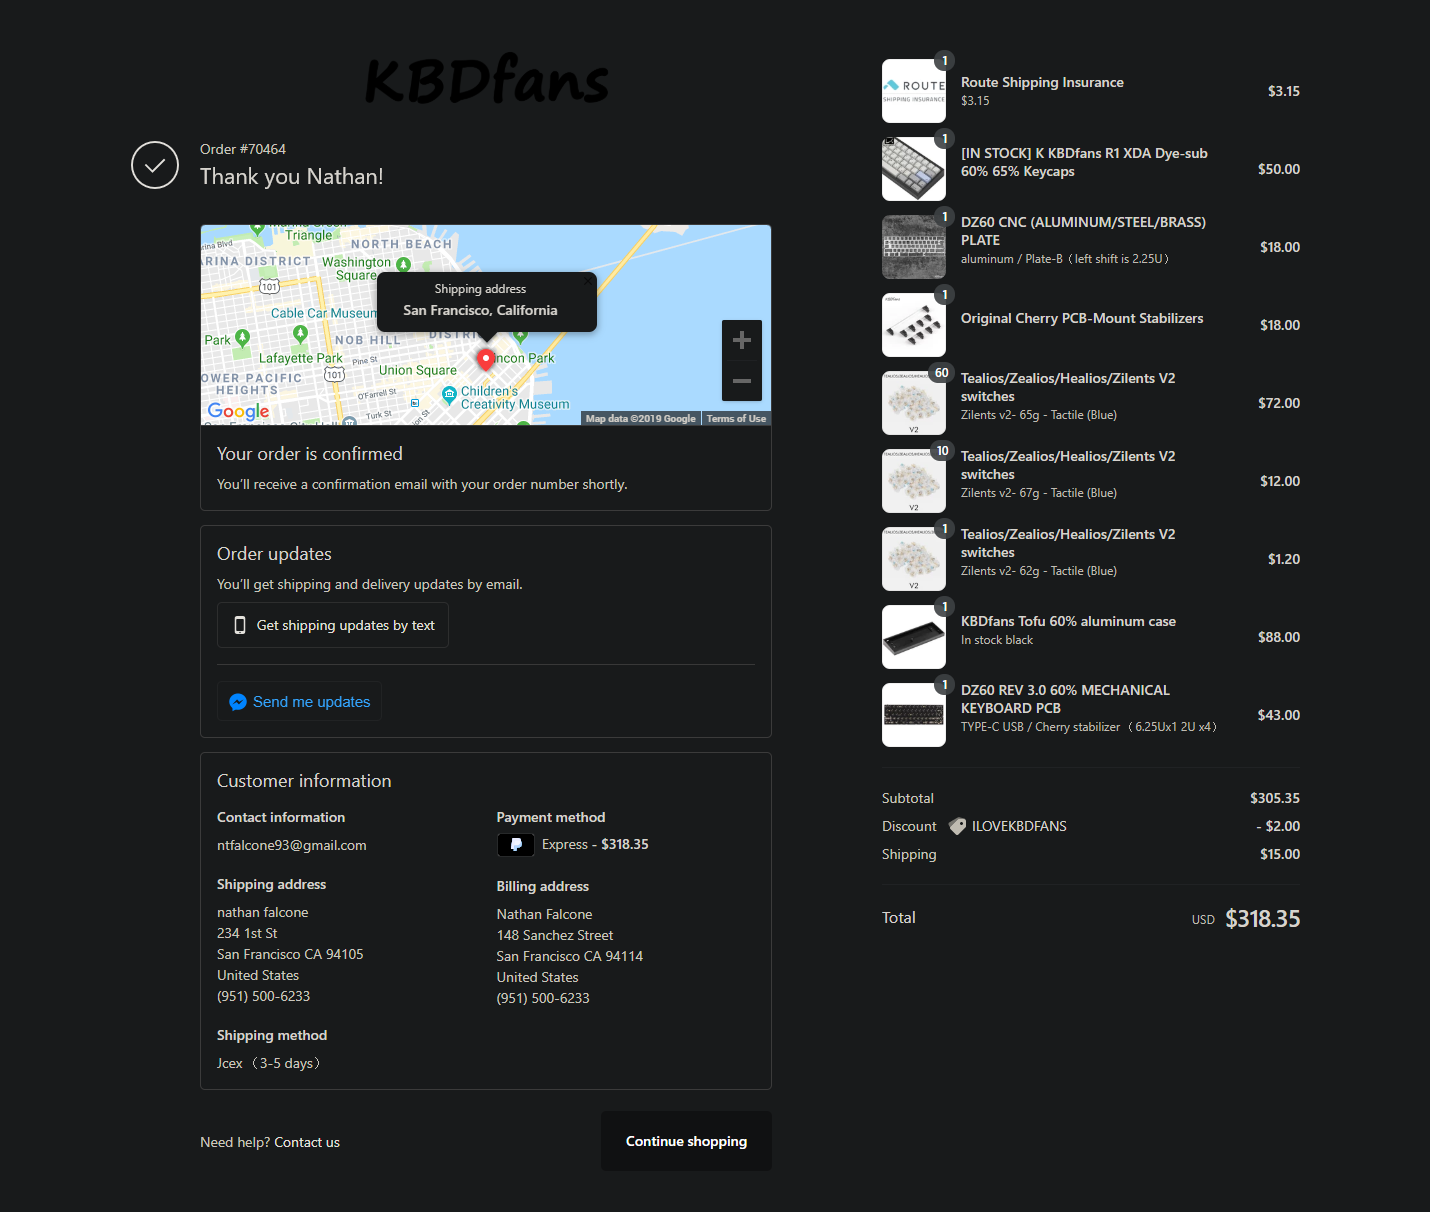 KBDfans
Order #70464
Thank you Nathan!
Triangle
NORTH BEACH
Washington
Square
101
Cable Car Museum
Shipping address
San Francisco, California
Park
NOB HILL
Lafayette Park
Pine St
Union Square
Rincon Park
101
PACIFIC
HEIGHTS
O'Farrell St
Turk St
Children's
Creativity Museum
Google
Map data ©2019 Google
Terms of Use
Your order is confirmed
You'll receive a confirmation email with your order number shortly.
Order updates
You'll get shipping and delivery updates by email.
Get shipping updates by text
Send me updates
Customer information
Contact information
ntfalcone93@gmail.com
Shipping address
nathan falcone
234 1st St
San Francisco CA 94105
United States
(951) 500-6233
Shipping method
Jcex（3-5 days）
Payment method
Express - $318.35
Billing address
Nathan Falcone
148 Sanchez Street
San Francisco CA 94114
United States
(951) 500-6233
Need help? Contact us
Continue shopping
1
ROUTE
SHIPPING INSURANCE
Route Shipping Insurance
$3.15
$3.15
1
[IN STOCK] K KBDfans R1 XDA Dye-sub
60% 65% Keycaps
$50.00
1
DZ60 CNC (ALUMINUM/STEEL/BRASS)
PLATE
aluminum / Plate-B（left shift is 2.25U）
$18.00
1
Original Cherry PCB-Mount Stabilizers
$18.00
60
V2
Tealios/Zealios/Healios/Zilents V2
switches
Zilents v2- 65g - Tactile (Blue)
$72.00
10
V2
Tealios/Zealios/Healios/Zilents V2
switches
Zilents v2- 67g - Tactile (Blue)
$12.00
1
V2
Tealios/Zealios/Healios/Zilents V2
switches
Zilents v2- 62g - Tactile (Blue)
$1.20
1
KBDfans Tofu 60% aluminum case
In stock black
$88.00
1
DZ60 REV 3.0 60% MECHANICAL
KEYBOARD PCB
TYPE-C USB / Cherry stabilizer（6.25Ux1 2U x4）
$43.00
Subtotal $305.35
Discount ILOVEKBDFANS - $2.00
Shipping $15.00
Total USD $318.35